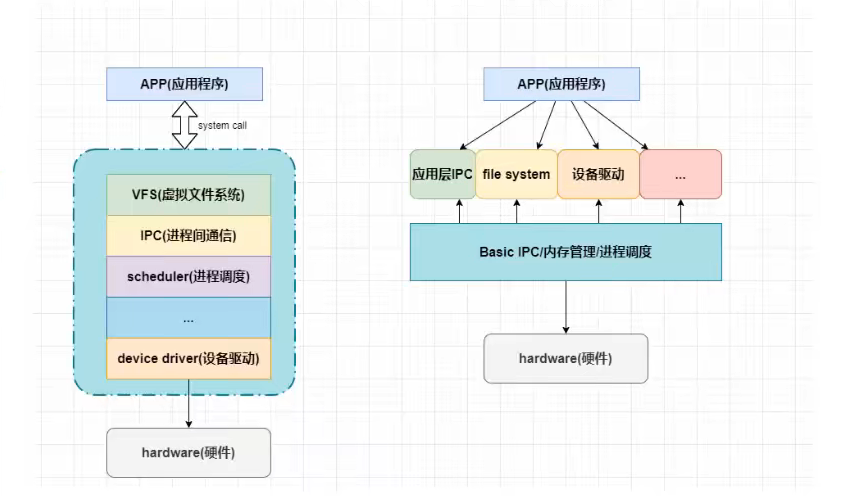 APP(应用程序)
system call
VFS(虚拟文件系统)
IPC(进程间通信)
scheduler(进程调度)
...
device driver(设备驱动)
hardware(硬件)
APP(应用程序)
应用层IPC
file system
设备驱动
...
Basic IPC/内存管理/进程调度
hardware(硬件)